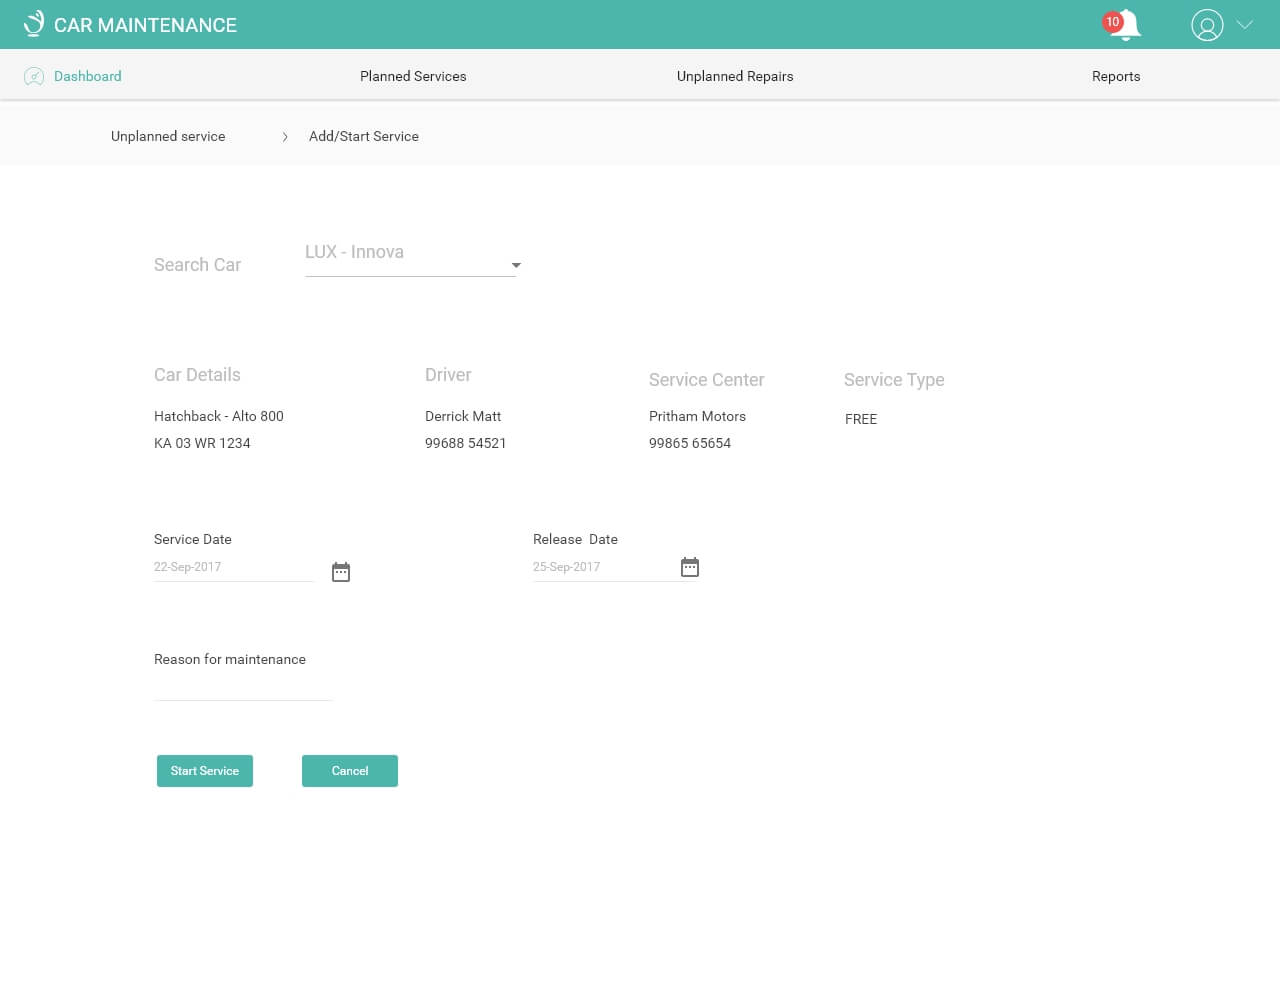 CAR MAINTENANCE
10
Dashboard
Planned Services
Unplanned Repairs
Reports
Unplanned service
Add/Start Service
Search Car
LUX - Innova
Car Details
Driver
Service Center
Service Type
Hatchback - Alto 800
Derrick Matt
Pritham Motors
FREE
KA 03 WR 1234
99688 54521
99865 65654
Service Date
Release  Date
22-Sep-2017
25-Sep-2017
Reason for maintenance
Start Service
Cancel